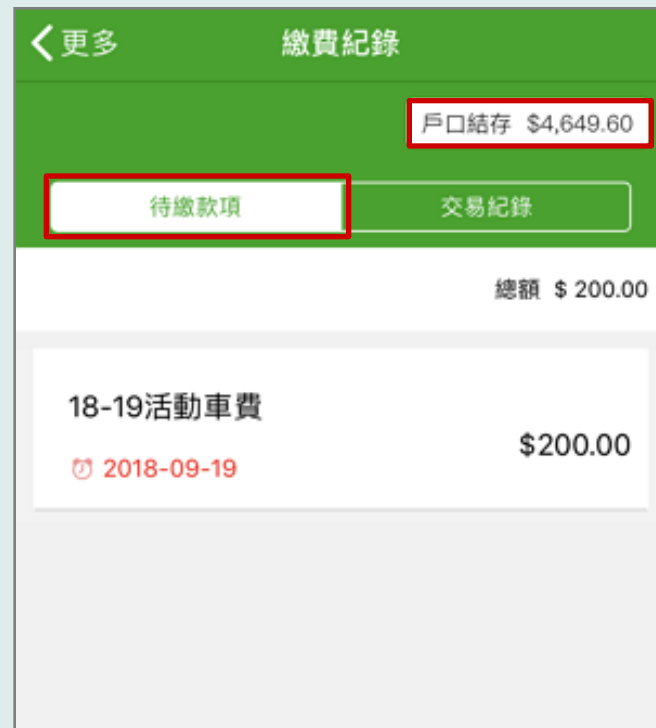 更多 繳費紀錄
戶口結存 $4,649.60
待繳款項 交易紀錄
總額 $ 200.00
18-19活動車費
$200.00
2018-09-19